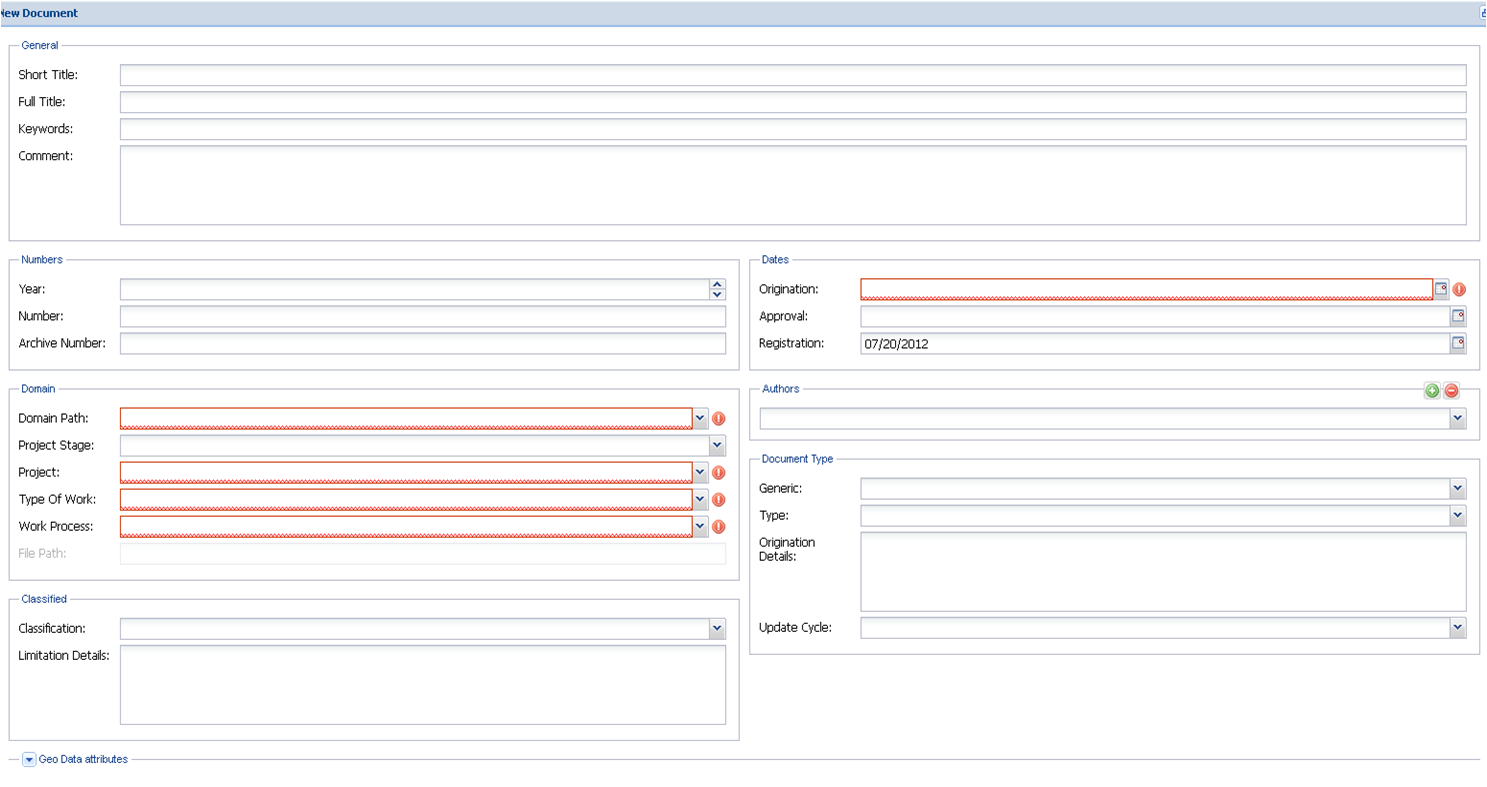 New Document
General
Short Title:
Full Title:
Keywords:
Comment:
Numbers
Year:
Number:
Archive Number:
Dates
Origination:
Approval:
Registration: 07/20/2012
Domain
Domain Path:
Project Stage:
Project:
Type Of Work:
Work Process:
File Path:
Authors
Document Type
Generic:
Type:
Origination
Details:
Update Cycle:
Classified
Classification:
Limitation Details:
Geo Data attributes